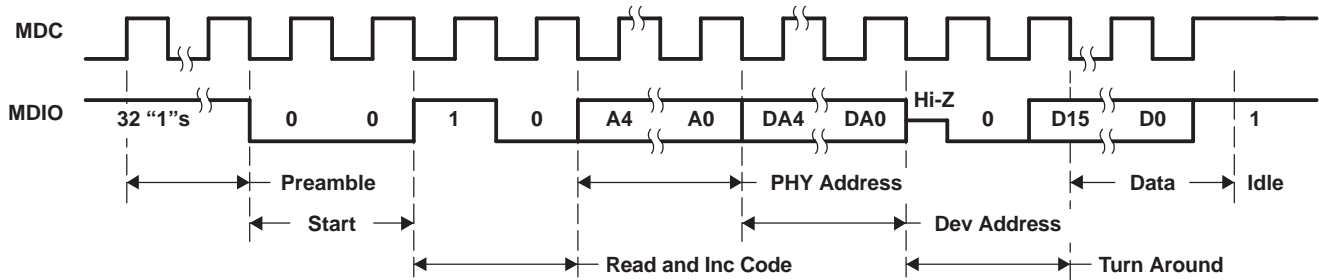 MDC
MDIO
32 “1”s 0 0 1 0 A4 A0 DA4 DA0 Hi-Z 0 D15 D0 1
Preamble PHY Address Data Idle
Start Dev Address
Read and Inc Code Turn Around